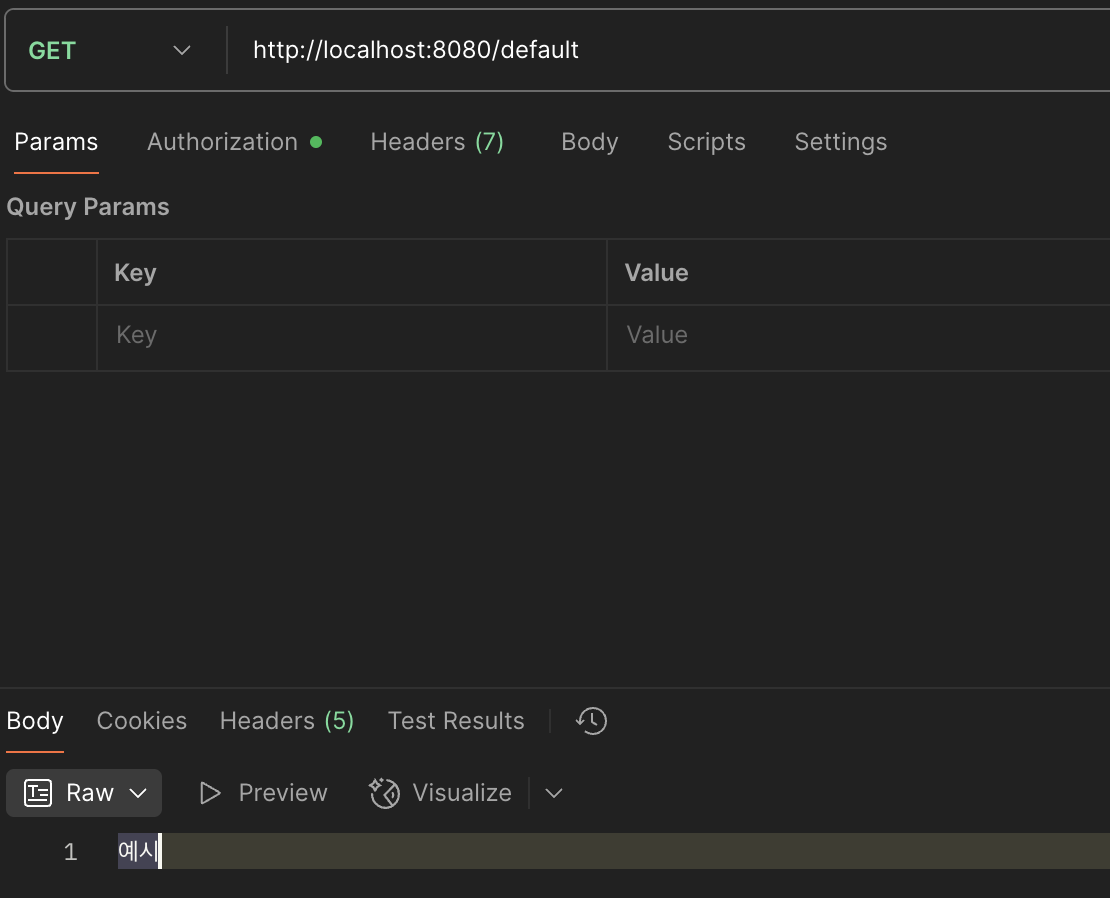 GET http://localhost:8080/default
Params Authorization Headers (7) Body Scripts Settings
Query Params
Key Value
Key Value
Body Cookies Headers (5) Test Results
Raw Preview Visualize
1 예시